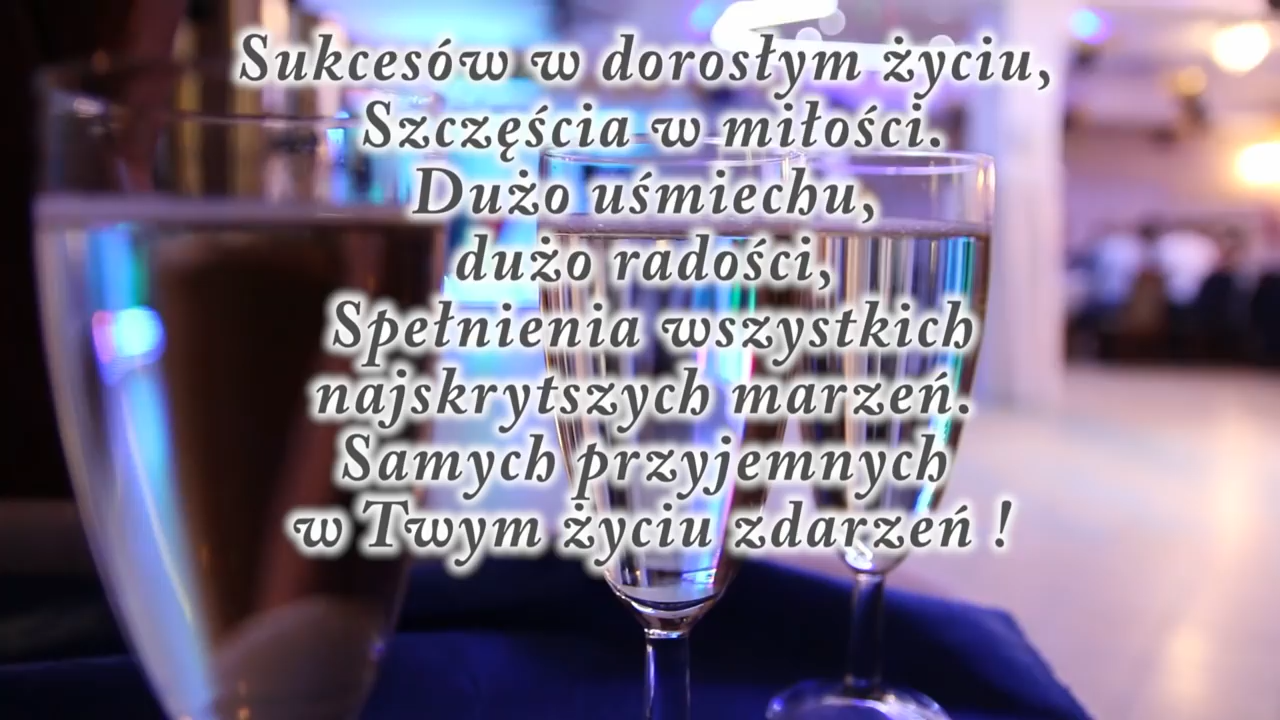 Sukcesów w dorosłym życiu,
Szczęścia w miłości.
Dużo uśmiechu,
dużo radości,
Spełnienia wszystkich
najskrytszych marzeń.
Samych przyjemnych
w Twym życiu zdarzeń !